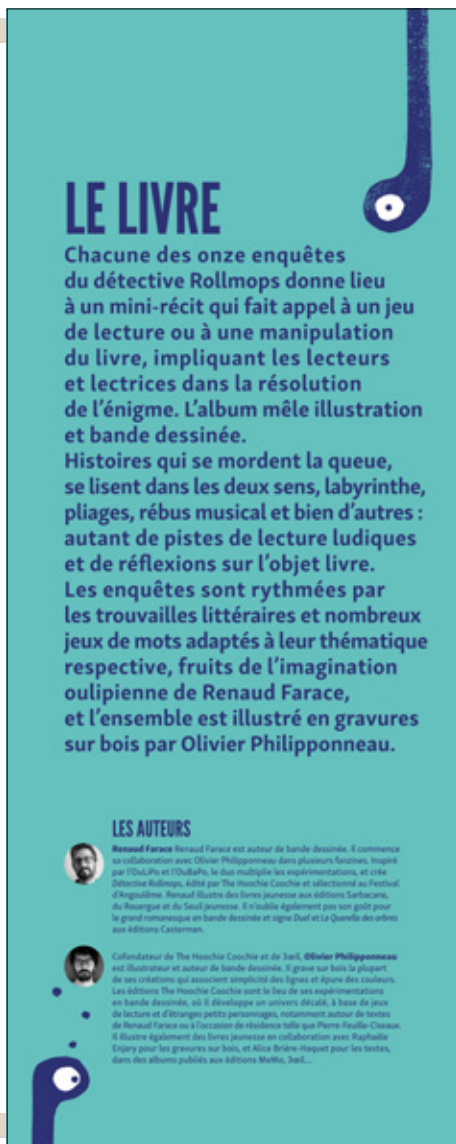 LE LIVRE
Chacune des onze enquêtes
du détective Rollmops donne lieu
à un mini-récit qui fait appel à un jeu
de lecture ou à une manipulation
du livre, impliquant les lecteurs
et lectrices dans la résolution
de l'énigme. L'album mêle illustration
et bande dessinée.
Histoires qui se mordent la queue,
se lisent dans les deux sens, labyrinthe,
pliages, rébus musical et bien d'autres :
autant de pistes de lecture ludiques
et de réflexions sur l'objet livre.
Les enquêtes sont rythmées par
les trouvailles littéraires et nombreux
jeux de mots adaptés à leur thématique
respective, fruits de l'imagination
oulipienne de Renaud Farace,
et l'ensemble est illustré en gravures
sur bois par Olivier Philipponneau.
LES AUTEURS
Renaud Farace Renaud Farace est auteur de bande dessinée. Il commence
sa collaboration avec Olivier Philipponneau dans plusieurs fanzines. Inspiré
par l'OuLiPo et l'OuBaPo, le duo multiplie les expérimentations, et crée
Détective Rollmops, édité par The Hoochie Coochie et sélectionné au Festival
d'Angoulême. Renaud illustre des livres jeunesse aux éditions Sarbacane,
du Rouergue et du Seuil Jeunesse. Il n'oublie également pas son goût pour
le grand romanesque en bande dessinée et signe Duel et La Querelle des arbres
aux éditions Casterman.
Cofondateur de The Hoochie Coochie et de 3œil, Olivier Philipponneau
est illustrateur et auteur de bande dessinée. Il grave sur bois la plupart
de ses créations qui associent simplicité des lignes et épure des couleurs.
Les éditions The Hoochie Coochie sont le lieu de ses expérimentations
en bande dessinée, où il développe un univers décalé, à base de jeux
de lecture et d'étranges petits personnages, notamment autour de textes
de Renaud Farace ou à l'occasion de résidence telle que Pierre-Feuille-Ciseaux.
Il illustre également des livres jeunesse en collaboration avec Raphaële
Enjary pour les gravures sur bois, et Alice Brière-Haquet pour les textes,
dans des albums publiés aux éditions MeMo, 3œil...